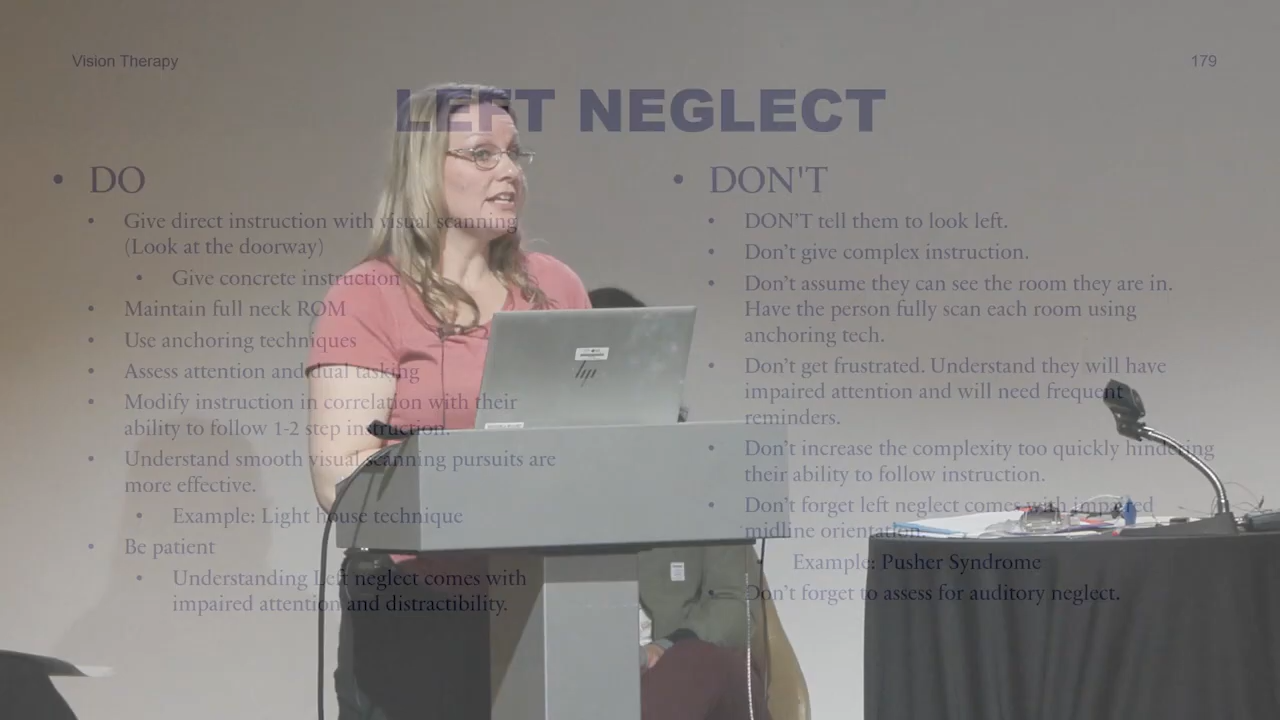 Vision Therapy
179
LEFT NEGLECT
• DO
• Give direct instruction with visual scanning
(Look at the doorway)
• Give concrete instruction
• Maintain full neck ROM
• Use anchoring techniques
• Assess attention and dual tasking
• Modify instruction in correlation with their
ability to follow 1-2 step instruction.
• Understand smooth visual scanning pursuits are
more effective.
• Example: Light house technique
• Be patient
• Understanding Left neglect comes with
impaired attention and distractibility.
• DON'T
• DON'T tell them to look left.
• Don't give complex instruction.
• Don't assume they can see the room they are in.
Have the person fully scan each room using
anchoring tech.
• Don't get frustrated. Understand they will have
impaired attention and will need frequent
reminders.
• Don't increase the complexity too quickly hindering
their ability to follow instruction.
• Don't forget left neglect comes with impaired
midline orientation.
Example: Pusher Syndrome
• Don't forget to assess for auditory neglect.
hp